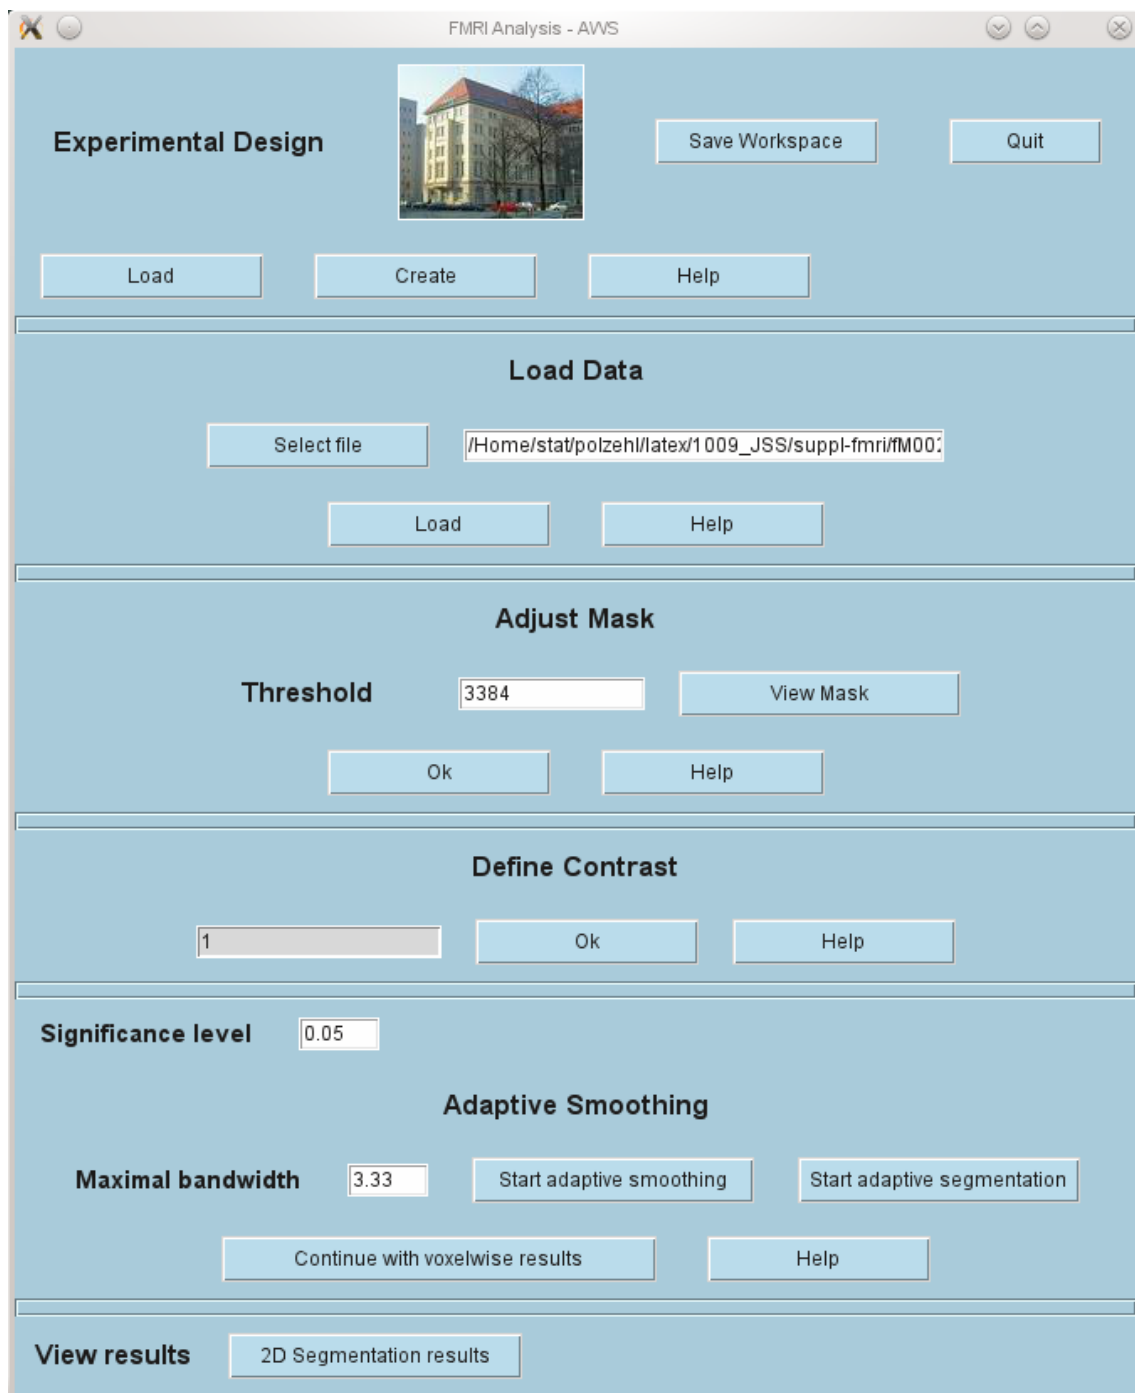 FMRI Analysis - AWS
Experimental Design
Save Workspace
Quit
Load
Create
Help
Load Data
Select file
/Home/stat/polzehl/latex/1009_JSS/suppl-fmri/fM002
Load
Help
Adjust Mask
Threshold
3384
View Mask
Ok
Help
Define Contrast
1
Ok
Help
Significance level
0.05
Adaptive Smoothing
Maximal bandwidth
3.33
Start adaptive smoothing
Start adaptive segmentation
Continue with voxelwise results
Help
View results
2D Segmentation results